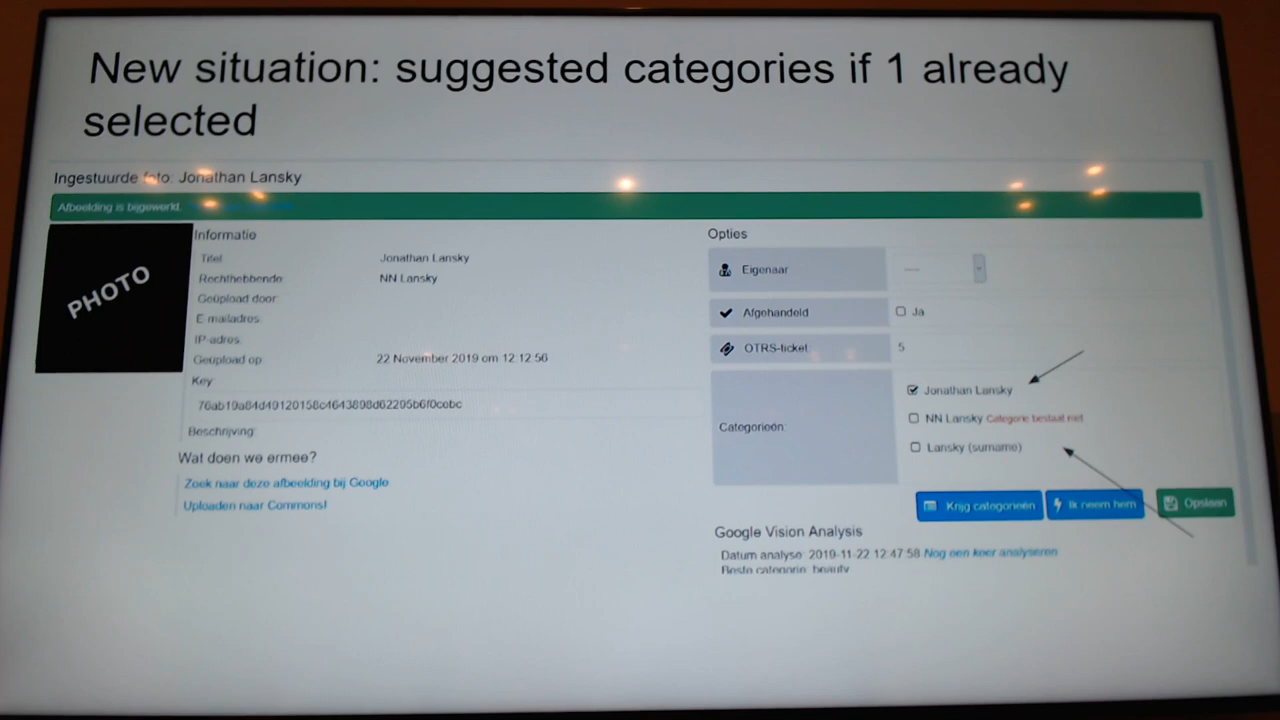 New situation: suggested categories if 1 already
selected
Ingestuurde foto: Jonathan Lansky
Afbeelding is bijgewerkt.
PHOTO
Informatie
Titel Jonathan Lansky
Rechthebbende NN Lansky
Geüpload door
E-mailadres
IP-adres
Geüpload op 22 November 2019 om 12:12:56
Key
Beschrijving
Wat doen we ermee?
Zoek naar deze afbeelding bij Google
Uploaden naar Commons!
Opties
Eigenaar
Afgehandeld Ja
OTRS-ticket: 5
Categorieën:
Jonathan Lansky
NN Lansky Categorie bestaat niet
Lansky (surname)
Krijg categorieën Ik neem hem Opslaan
Google Vision Analysis
Datum analyse: 2019-11-22 12:47:58 Nog een keer analyseren
Beste categorie: beauty